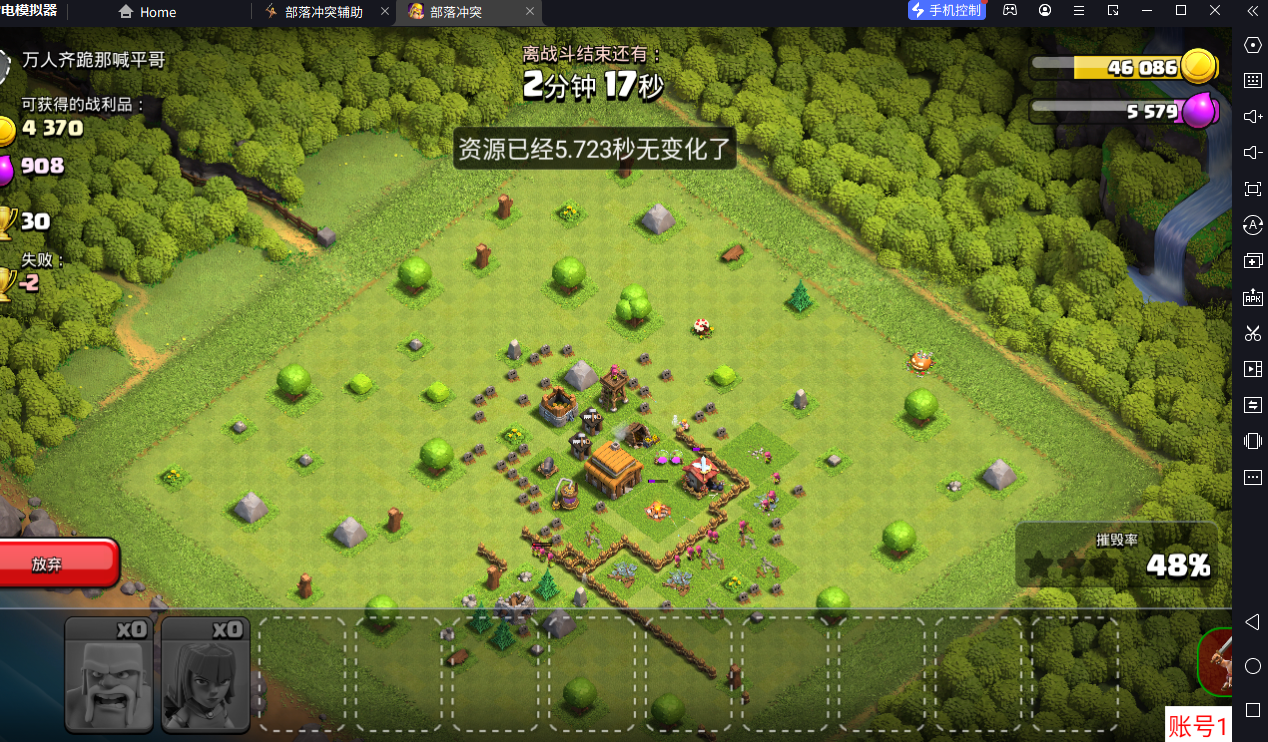 电模拟器
Home
部落冲突辅助
部落冲突
手机控制
万人齐跪那喊平哥
可获得的战利品：
4 370
908
30
失败：
-2
离战斗结束还有：
2分钟 17秒
资源已经5.723秒无变化了
46 086
5 579
A
APK
放弃
摧毁率
48%
x0
x0
账号1